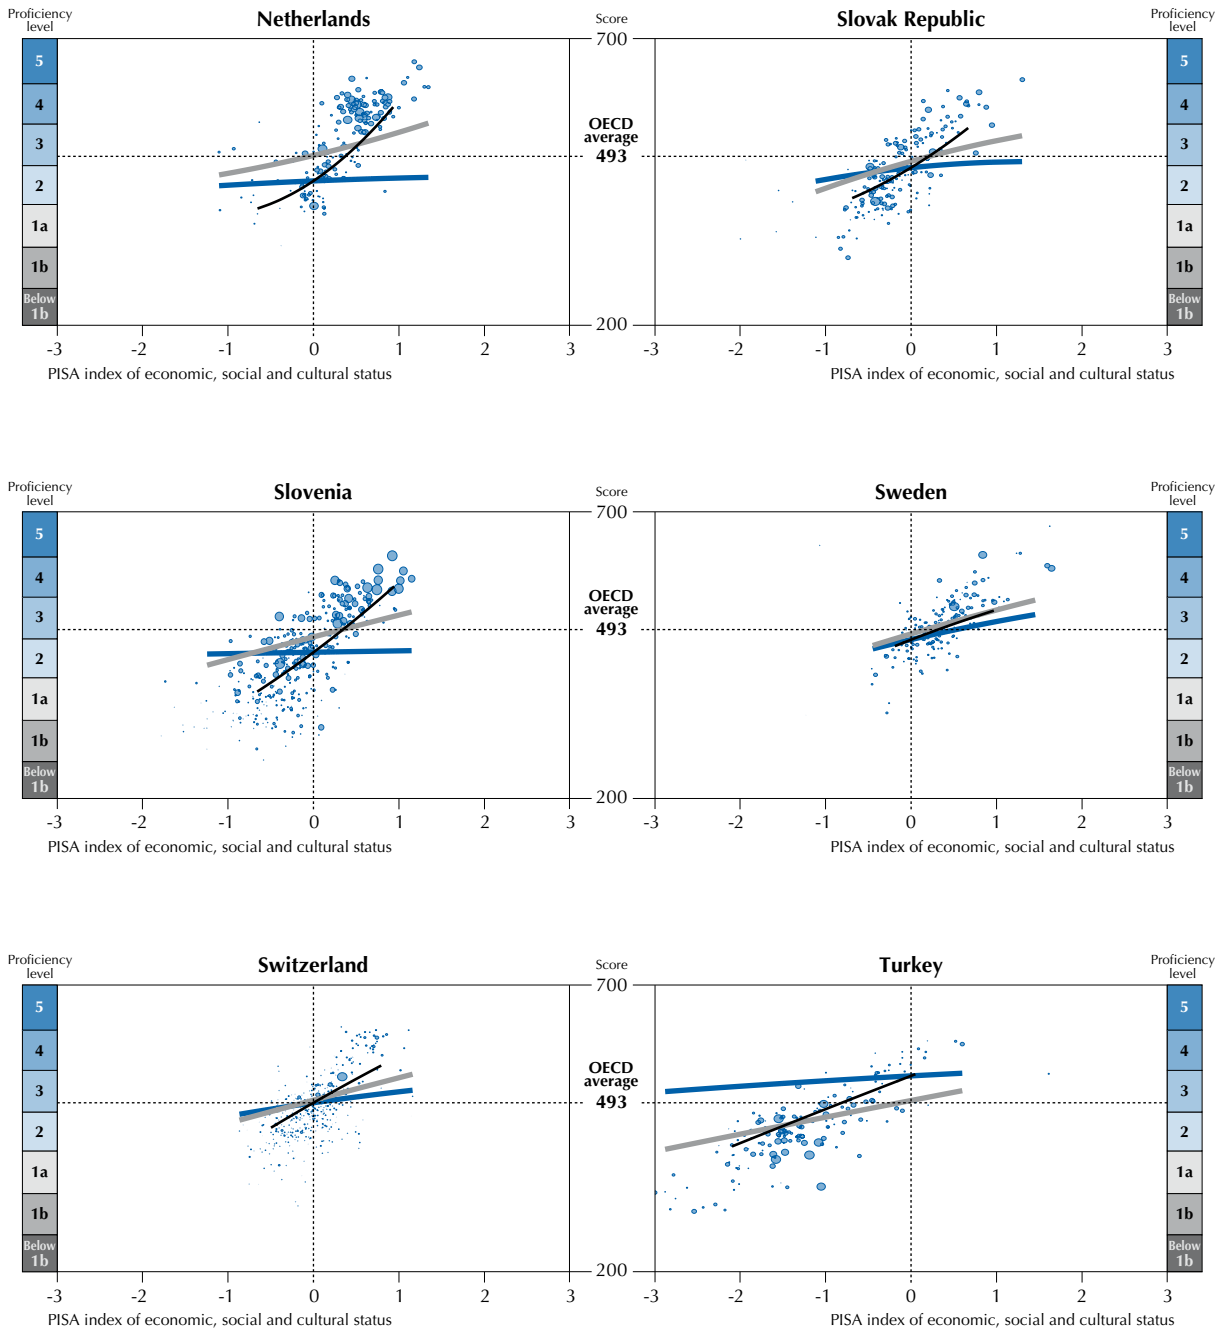 Proficiency
level
Netherlands
Score
Slovak Republic
Proficiency
level
700
5
4
3
2
1a
1b
Below
1b
OECD
average
493
200
5
4
3
2
1a
1b
Below
1b
-3 -2 -1 0 1 2 3
-3 -2 -1 0 1 2 3
PISA index of economic, social and cultural status
PISA index of economic, social and cultural status
Proficiency
level
Slovenia
Score
Sweden
Proficiency
level
700
5
4
3
2
1a
1b
Below
1b
OECD
average
493
200
5
4
3
2
1a
1b
Below
1b
-3 -2 -1 0 1 2 3
-3 -2 -1 0 1 2 3
PISA index of economic, social and cultural status
PISA index of economic, social and cultural status
Proficiency
level
Switzerland
Score
Turkey
Proficiency
level
700
5
4
3
2
1a
1b
Below
1b
OECD
average
493
200
5
4
3
2
1a
1b
Below
1b
-3 -2 -1 0 1 2 3
-3 -2 -1 0 1 2 3
PISA index of economic, social and cultural status
PISA index of economic, social and cultural status